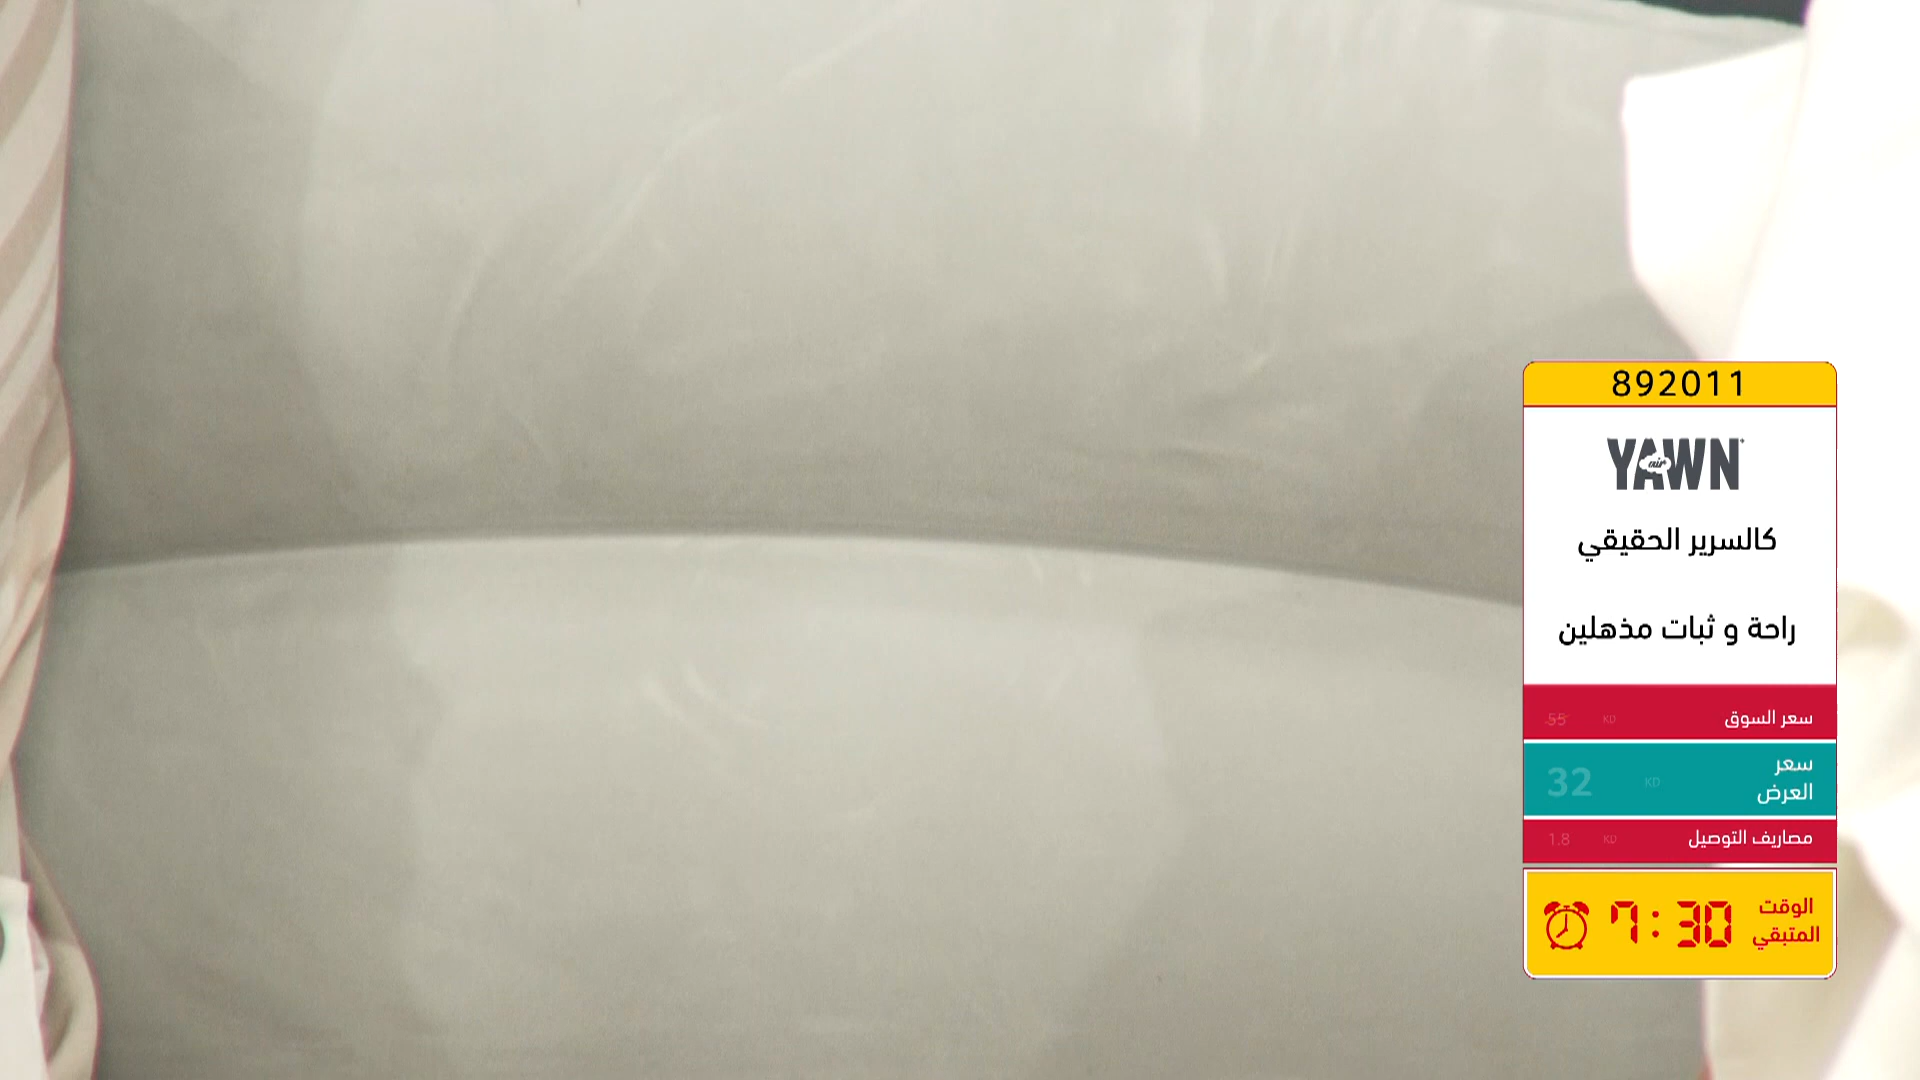 892011
YAWN
air
كالسرير الحقيقي
راحة و ثبات مذهلين
سعر السوق KD 55
سعر
العرض
KD 32
مصاريف التوصيل KD 1.8
الوقت
المتبقي
7:30